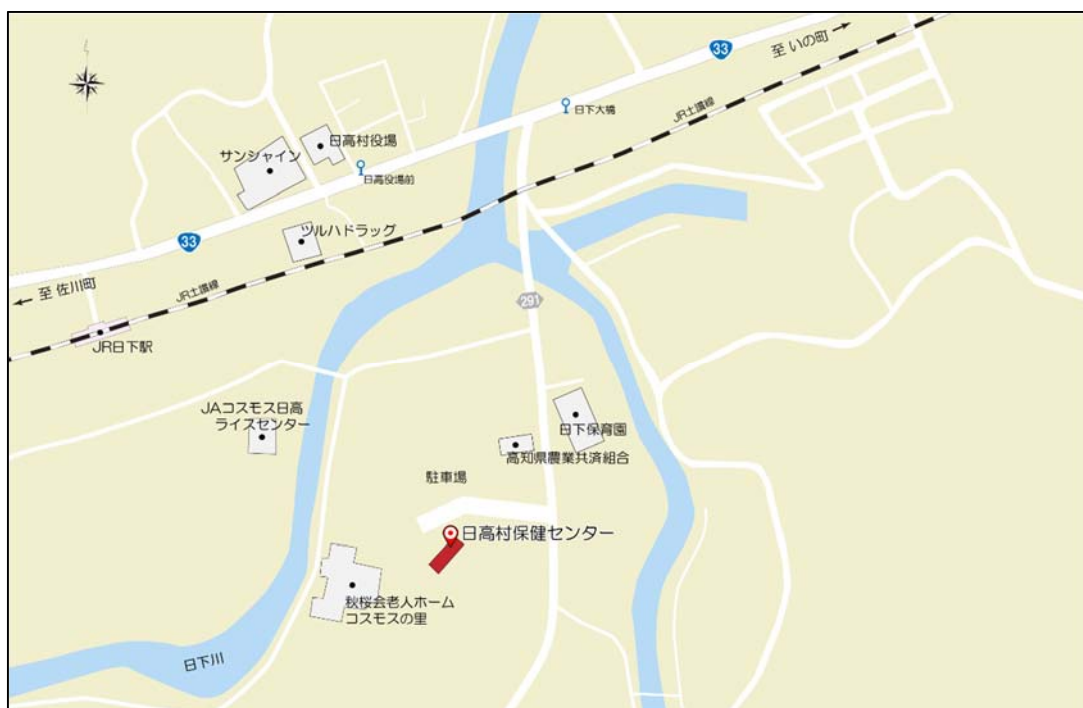 33
至 いの町
日下大橋
JR土讃線
日高村役場
サンシャイン
日高役場前
ツルハドラッグ
33
至 佐川町
JR土讃線
291
JR日下駅
JAコスモス日高
ライスセンター
日下保育園
高知県農業共済組合
駐車場
日高村保健センター
秋桜会老人ホーム
コスモスの里
日下川